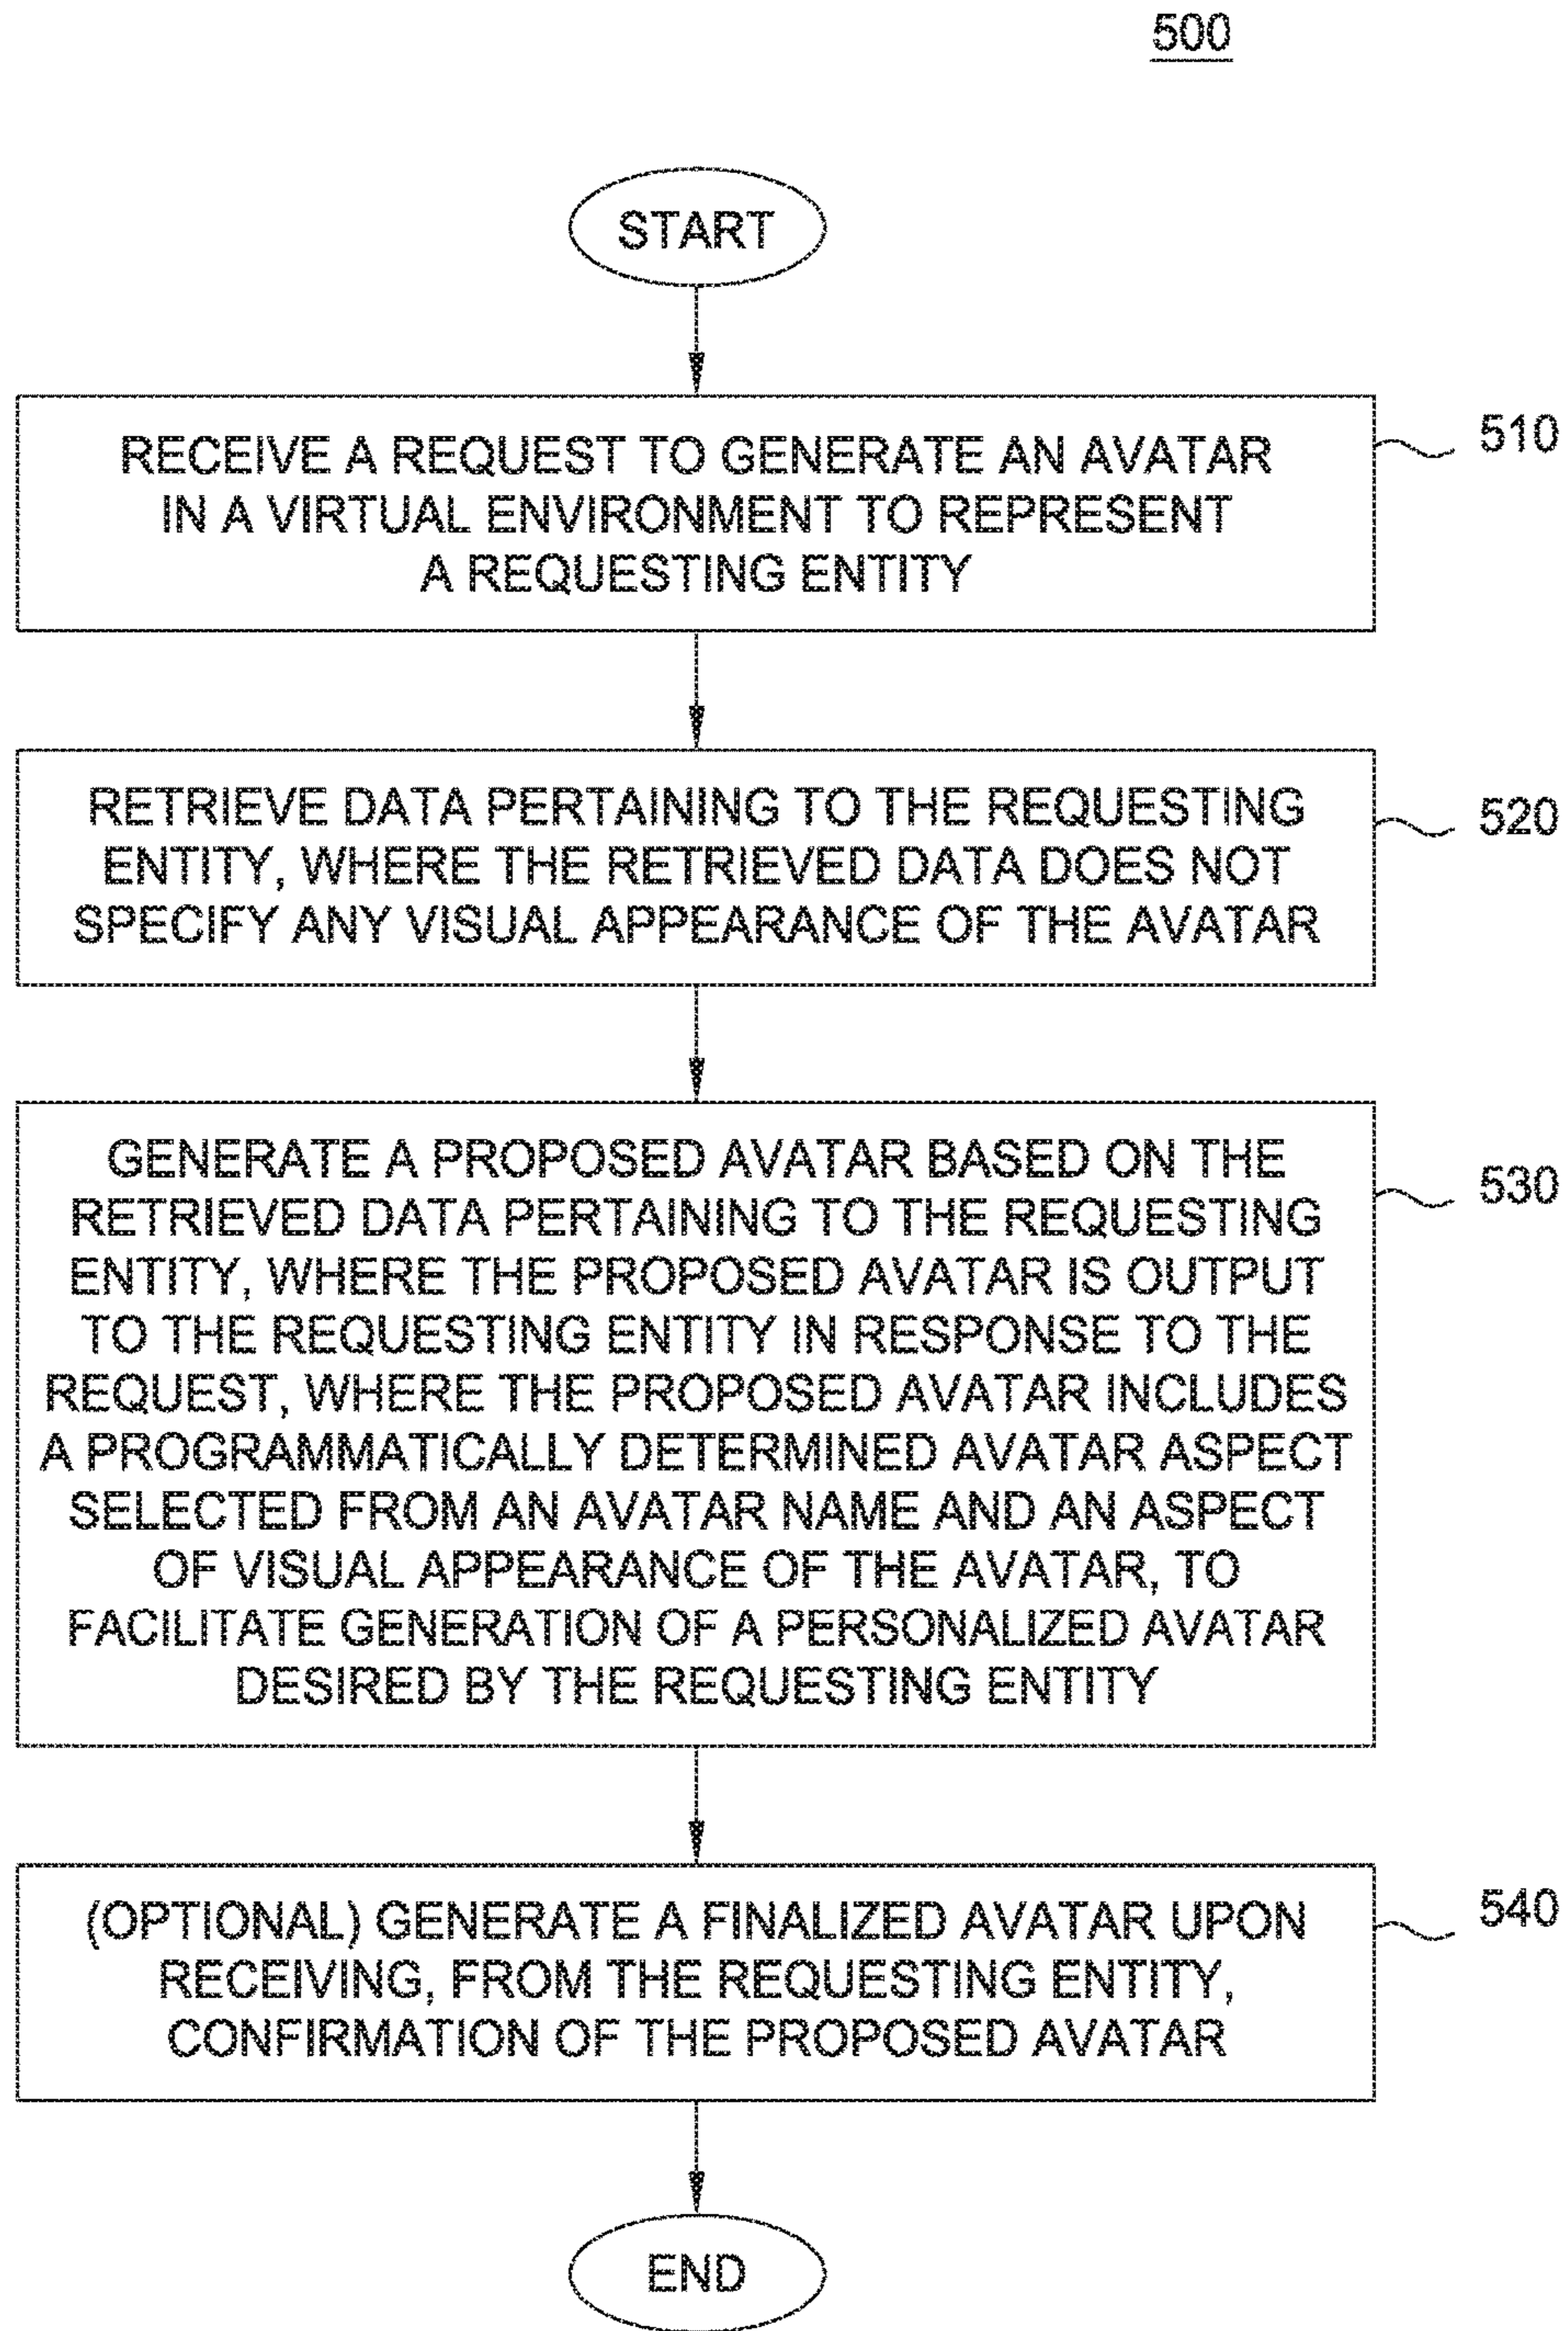 500
START
RECEIVE A REQUEST TO GENERATE AN AVATAR
IN A VIRTUAL ENVIRONMENT TO REPRESENT
A REQUESTING ENTITY
510
RETRIEVE DATA PERTAINING TO THE REQUESTING
ENTITY, WHERE THE RETRIEVED DATA DOES NOT
SPECIFY ANY VISUAL APPEARANCE OF THE AVATAR
520
GENERATE A PROPOSED AVATAR BASED ON THE
RETRIEVED DATA PERTAINING TO THE REQUESTING
ENTITY, WHERE THE PROPOSED AVATAR IS OUTPUT
TO THE REQUESTING ENTITY IN RESPONSE TO THE
REQUEST, WHERE THE PROPOSED AVATAR INCLUDES
A PROGRAMMATICALLY DETERMINED AVATAR ASPECT
SELECTED FROM AN AVATAR NAME AND AN ASPECT
OF VISUAL APPEARANCE OF THE AVATAR, TO
FACILITATE GENERATION OF A PERSONALIZED AVATAR
DESIRED BY THE REQUESTING ENTITY
530
(OPTIONAL) GENERATE A FINALIZED AVATAR UPON
RECEIVING, FROM THE REQUESTING ENTITY,
CONFIRMATION OF THE PROPOSED AVATAR
540
END